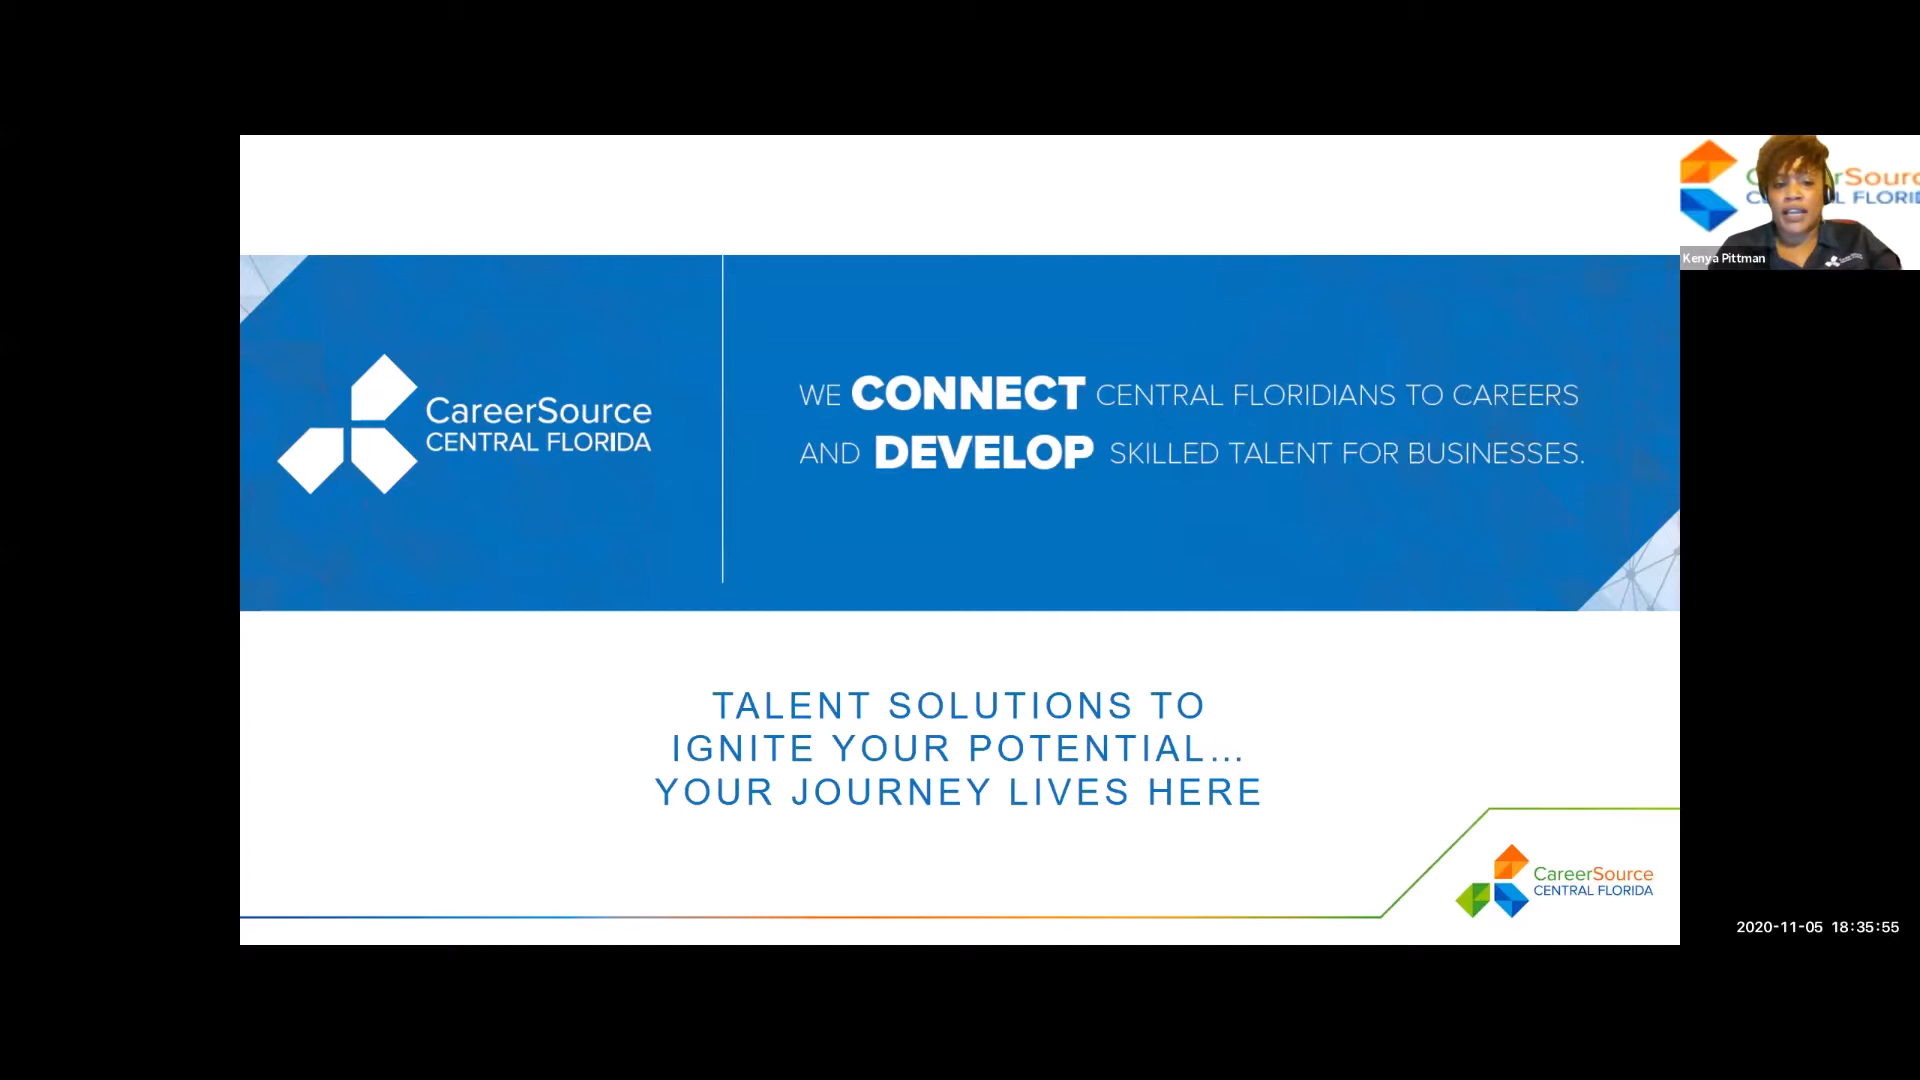 CareerSource
CENTRAL FLORIDA
WE CONNECT CENTRAL FLORIDIANS TO CAREERS
AND DEVELOP SKILLED TALENT FOR BUSINESSES.
Kenya Pittman
TALENT SOLUTIONS TO
IGNITE YOUR POTENTIAL...
YOUR JOURNEY LIVES HERE
CareerSource
CENTRAL FLORIDA
2020-11-05 18:35:55